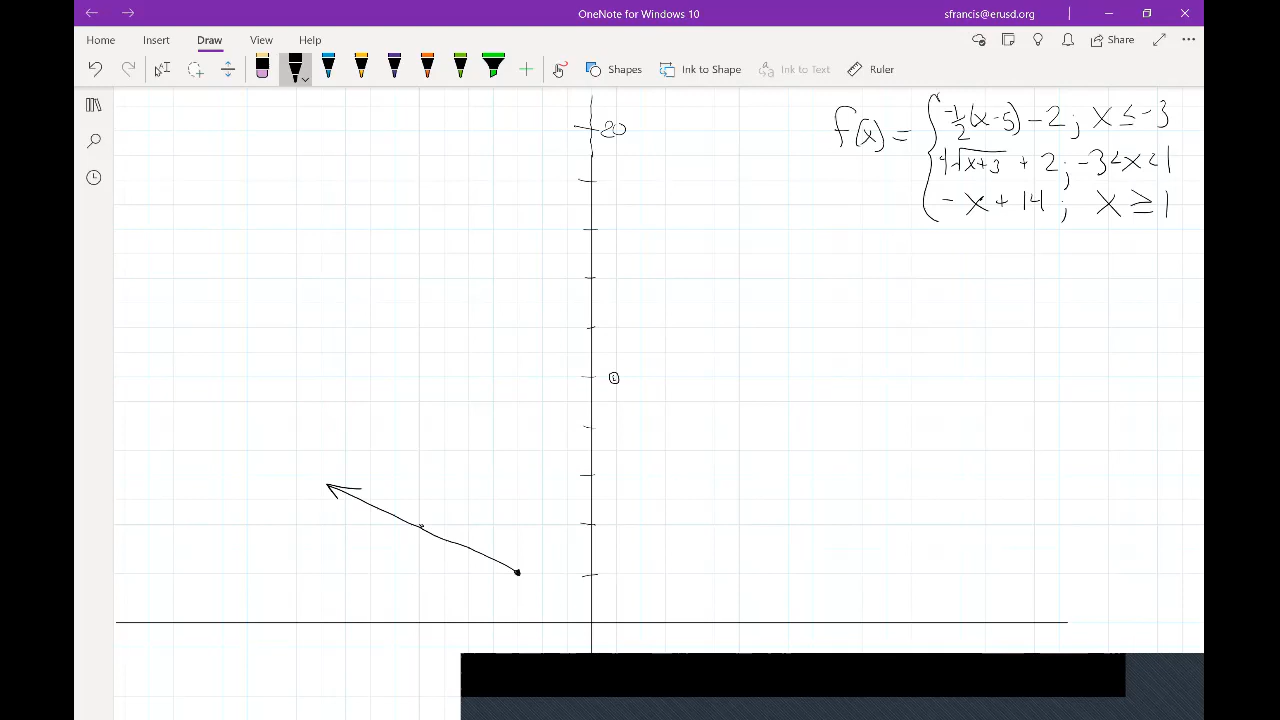 OneNote for Windows 10
sfrancis@erusd.org
Home Insert Draw View Help
Share
Shapes Ink to Shape Ink to Text Ruler
20
f(x) = { -1/2(x-5) - 2 ; x ≤ -3
4√x+3 + 2 ; -3 < x < 1
-x + 14 ; x ≥ 1